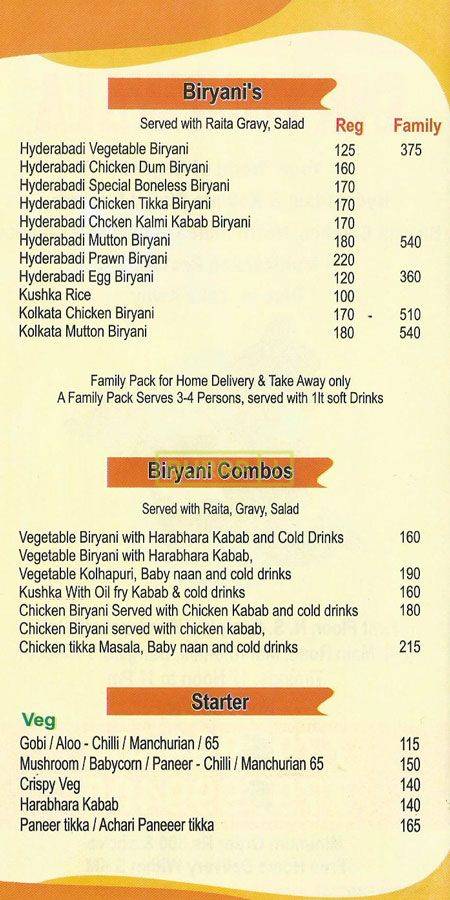 Biryani's
Served with Raita Gravy, Salad Reg Family
Hyderabadi Vegetable Biryani 125 375
Hyderabadi Chicken Dum Biryani 160
Hyderabadi Special Boneless Biryani 170
Hyderabadi Chicken Tikka Biryani 170
Hyderabadi Chcken Kalmi Kabab Biryani 170
Hyderabadi Mutton Biryani 180 540
Hyderabadi Prawn Biryani 220
Hyderabadi Egg Biryani 120 360
Kushka Rice 100
Kolkata Chicken Biryani 170 - 510
Kolkata Mutton Biryani 180 540
Family Pack for Home Delivery & Take Away only
A Family Pack Serves 3-4 Persons, served with 1lt soft Drinks
Biryani Combos
Served with Raita, Gravy, Salad
Vegetable Biryani with Harabhara Kabab and Cold Drinks 160
Vegetable Biryani with Harabhara Kabab,
Vegetable Kolhapuri, Baby naan and cold drinks 190
Kushka With Oil fry Kabab & cold drinks 160
Chicken Biryani Served with Chicken Kabab and cold drinks 180
Chicken Biryani served with chicken kabab,
Chicken tikka Masala, Baby naan and cold drinks 215
Starter
Veg
Gobi / Aloo - Chilli / Manchurian / 65 115
Mushroom / Babycorn / Paneer - Chilli / Manchurian 65 150
Crispy Veg 140
Harabhara Kabab 140
Paneer tikka / Achari Paneeer tikka 165